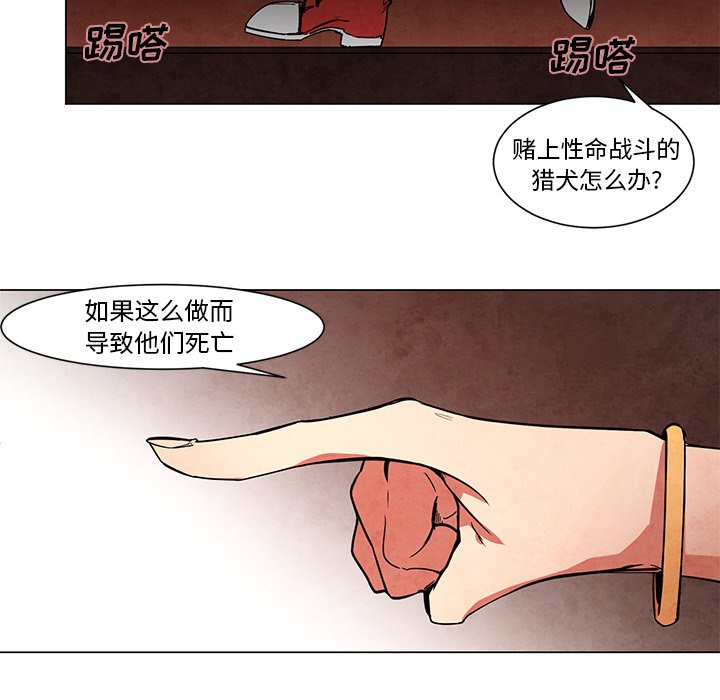 踢嗒
踢嗒
赌上性命战斗的
猎犬怎么办?
如果这么做而
导致他们死亡